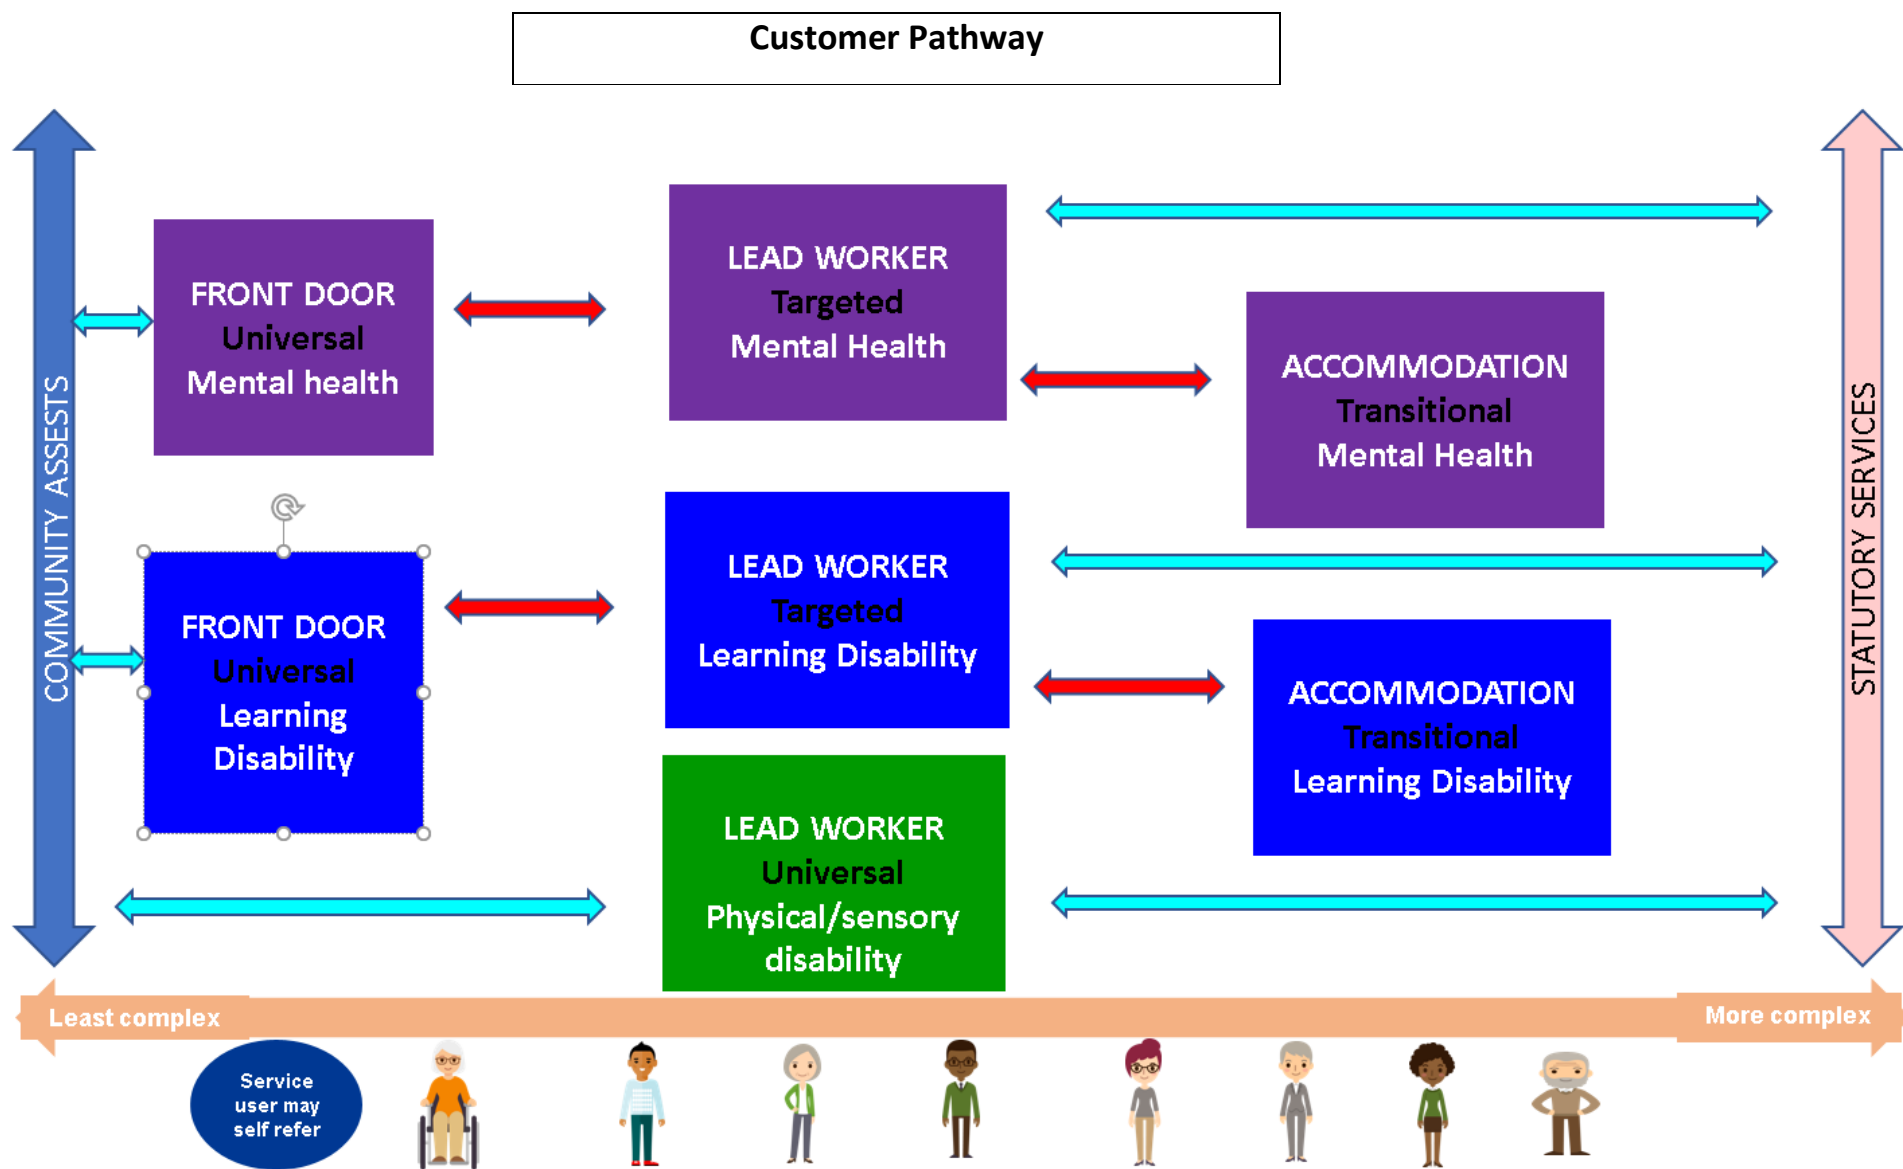 Customer Pathway
COMMUNITY ASSESTS
FRONT DOOR
Universal
Mental health
LEAD WORKER
Targeted
Mental Health
ACCOMMODATION
Transitional
Mental Health
FRONT DOOR
Universal
Learning
Disability
LEAD WORKER
Targeted
Learning Disability
ACCOMMODATION
Transitional
Learning Disability
LEAD WORKER
Universal
Physical/sensory
disability
STATUTORY SERVICES
Least complex
More complex
Service
user may
self refer